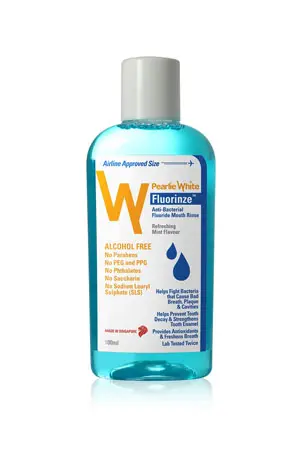 Airline Approved Size
W
Pearlie White
Fluorinze™
Anti-Bacterial
Fluoride Mouth Rinse
Refreshing
Mint Flavour
ALCOHOL FREE
No Parabens
No PEG and PPG
No Phthalates
No Saccharin
No Sodium Lauryl
Sulphate (SLS)
Helps Fight Bacteria
that Cause Bad
Breath, Plaque
& Cavities
Helps Prevent Tooth
Decay & Strengthens
Tooth Enamel
Provides Antioxidants
& Freshens Breath
Lab Tested Twice
MADE IN SINGAPORE
100ml